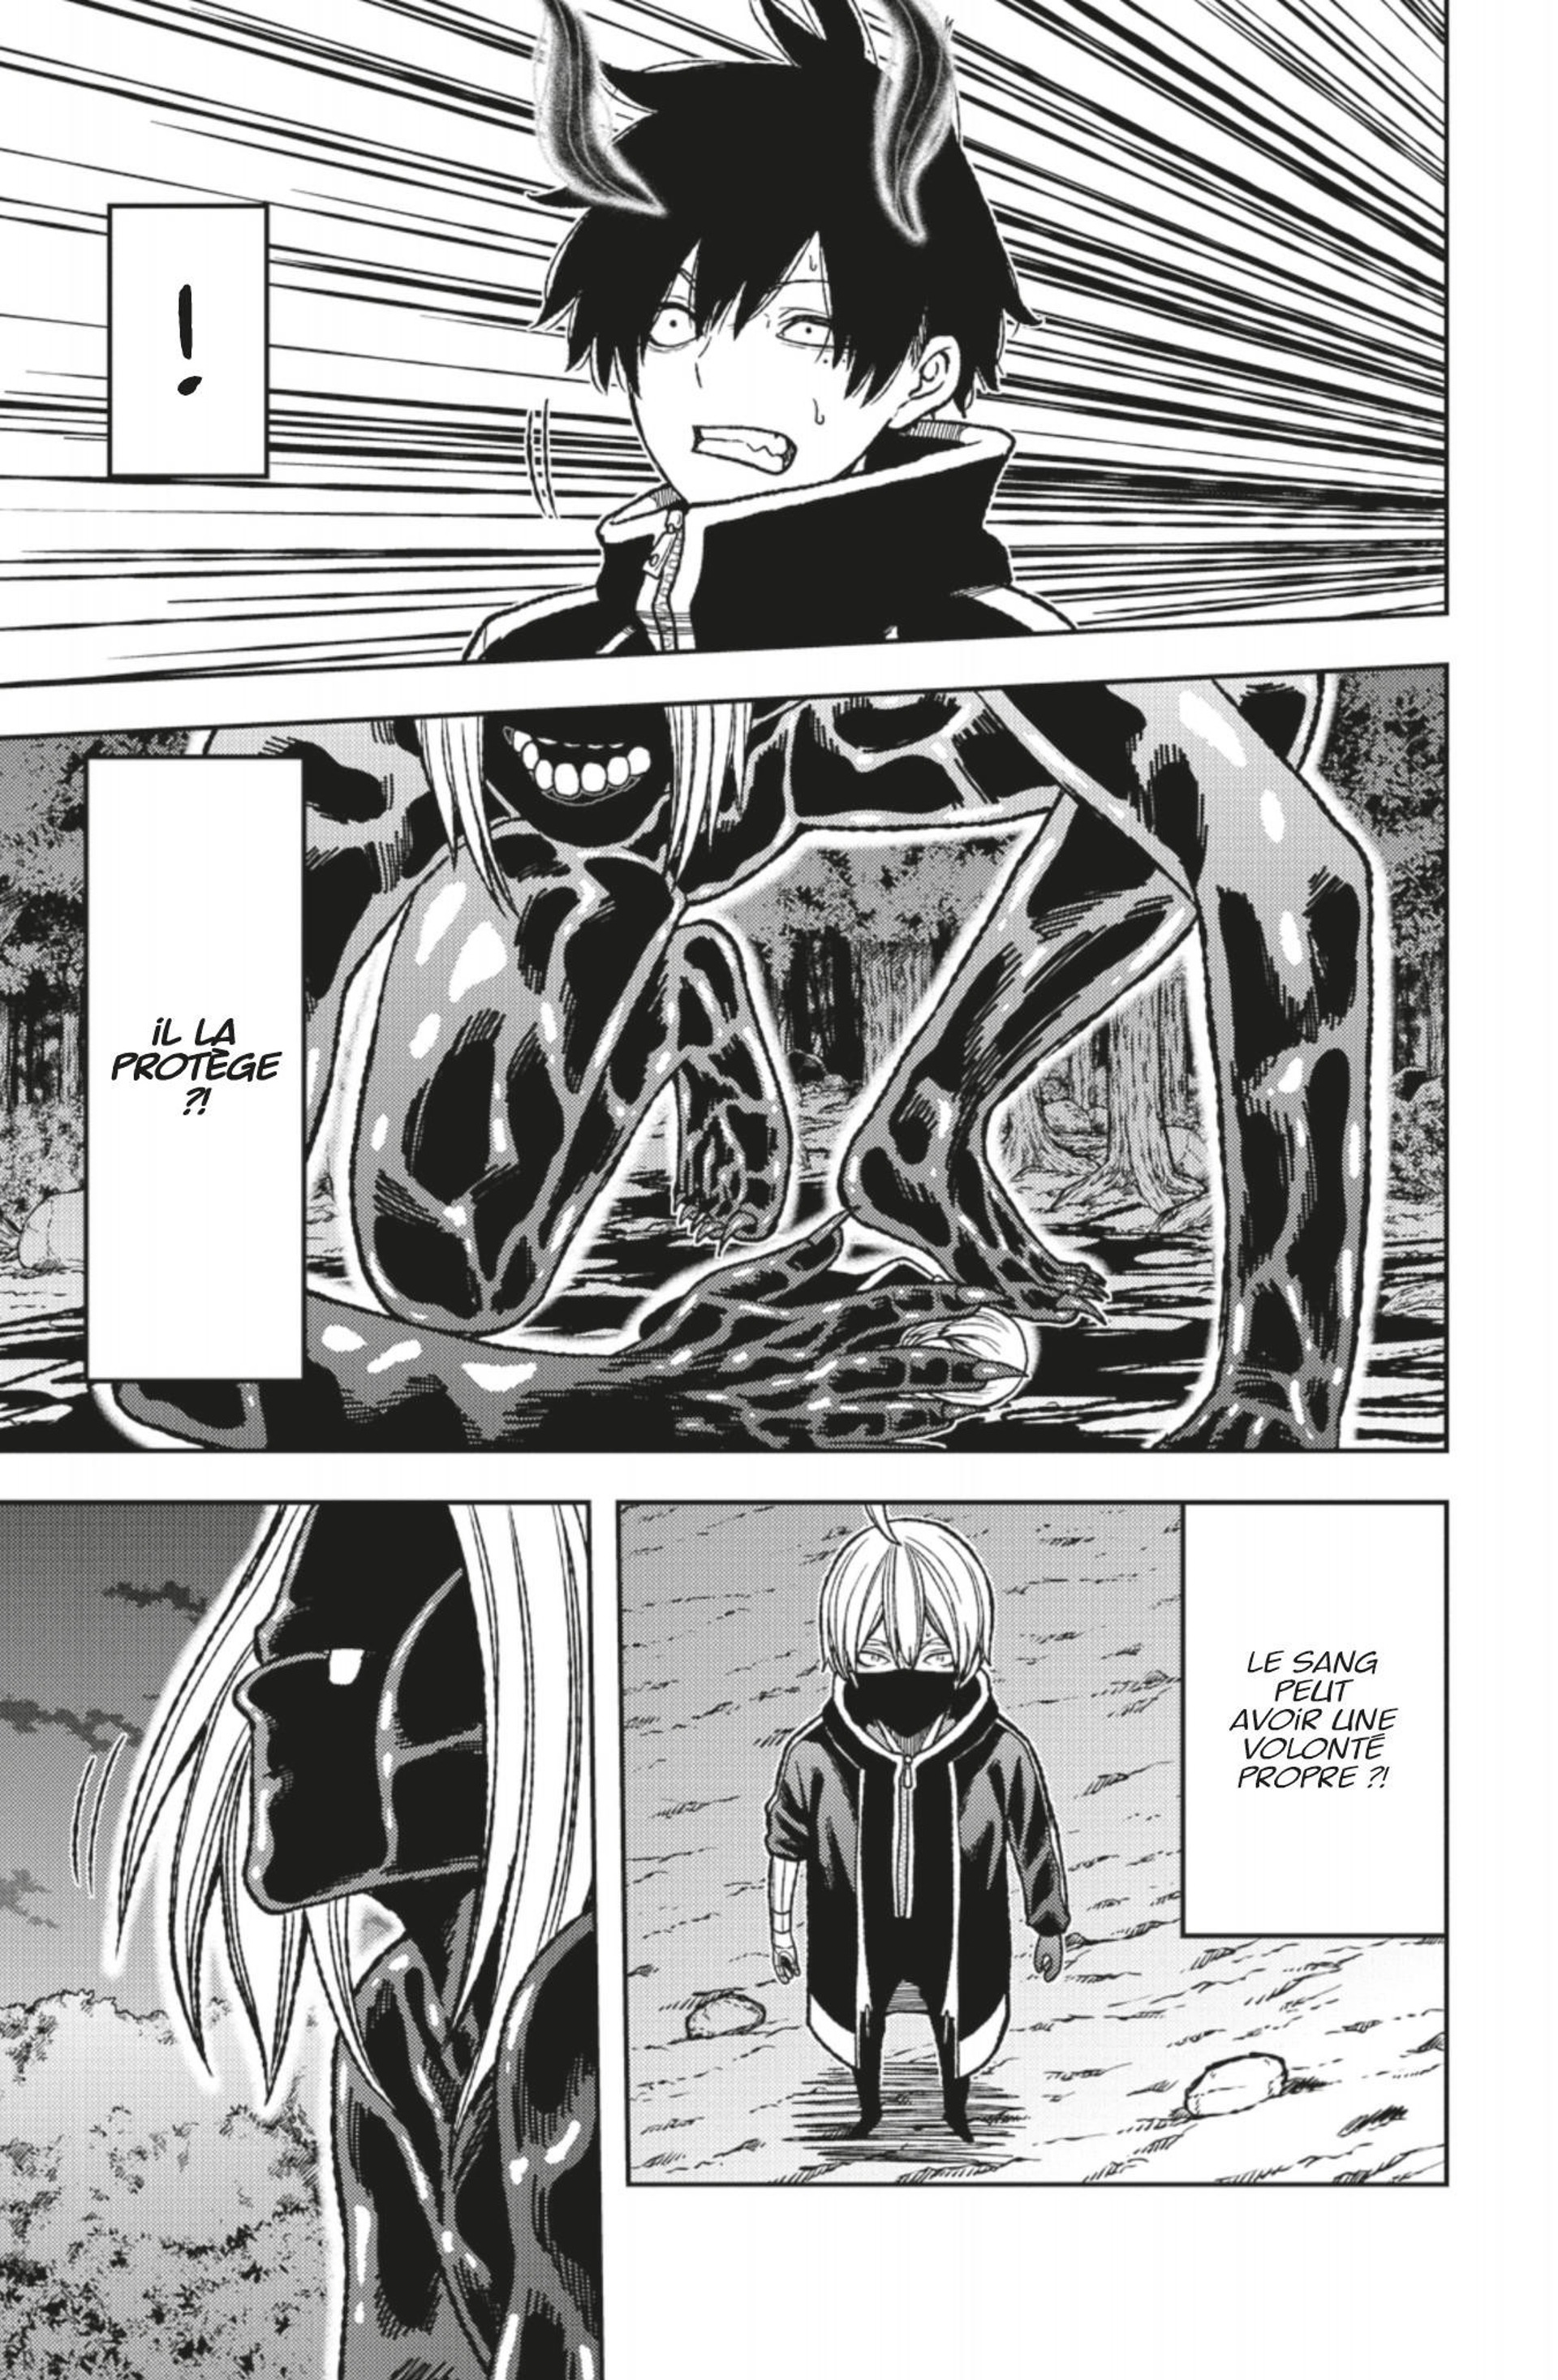 !
iL LA
PROTÈGE
?!
LE SANG
PEUT
AVOiR UNE
VOLONTÉ
PROPRE ?!